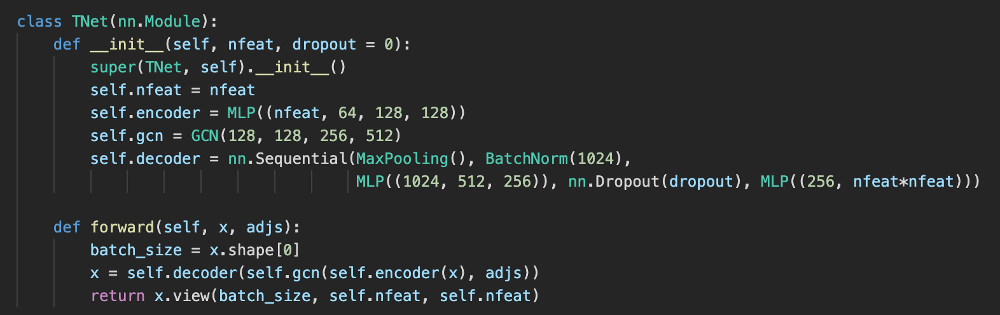 class TNet(nn.Module):
    def __init__(self, nfeat, dropout = 0):
        super(TNet, self).__init__()
        self.nfeat = nfeat
        self.encoder = MLP((nfeat, 64, 128, 128))
        self.gcn = GCN(128, 128, 256, 512)
        self.decoder = nn.Sequential(MaxPooling(), BatchNorm(1024),
                                     MLP((1024, 512, 256)), nn.Dropout(dropout), MLP((256, nfeat*nfeat)))

    def forward(self, x, adjs):
        batch_size = x.shape[0]
        x = self.decoder(self.gcn(self.encoder(x), adjs))
        return x.view(batch_size, self.nfeat, self.nfeat)